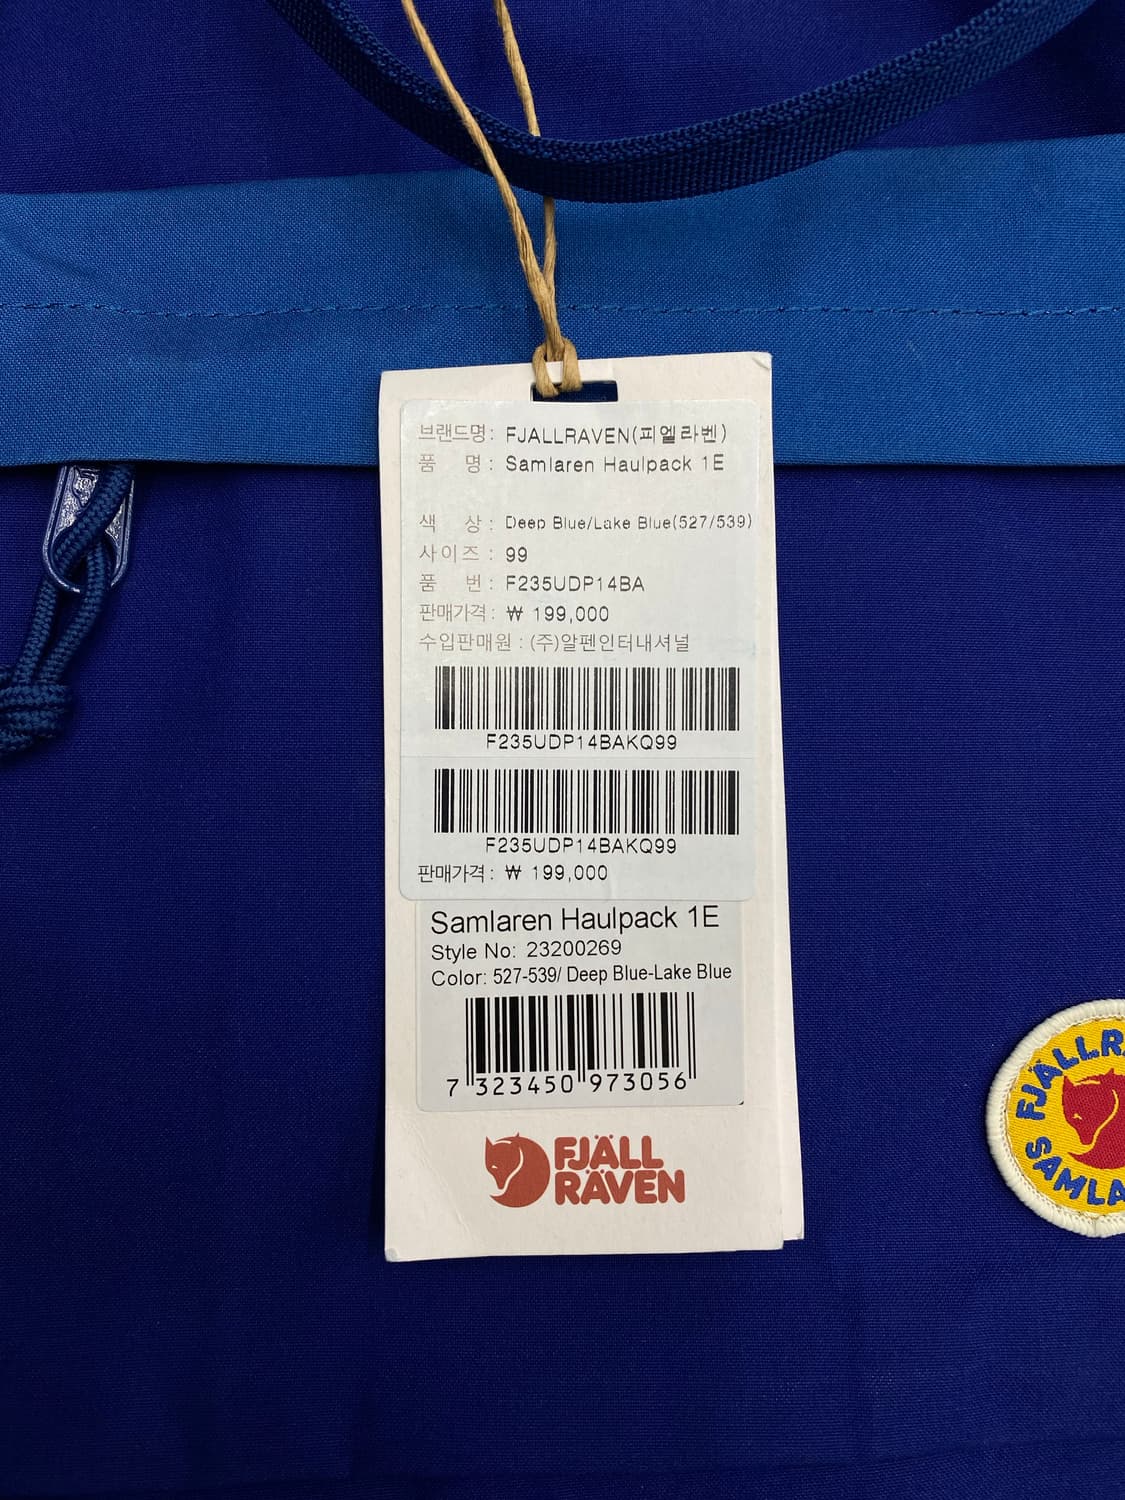 브랜드명: FJALLRAVEN(피엘라벤)
품 명: Samlaren Haulpack 1E
색 상: Deep Blue/Lake Blue(527/539)
사이즈: 99
품 번: F235UDP14BA
판매가격: ₩ 199,000
수입판매원: (주)알펜인터내셔널
F235UDP14BAKQ99
F235UDP14BAKQ99
판매가격: ₩ 199,000
Samlaren Haulpack 1E
Style No: 23200269
Color: 527-539/ Deep Blue-Lake Blue
7 323450 973056
FJÄLL
RÄVEN
FJÄLLR
SAMLA